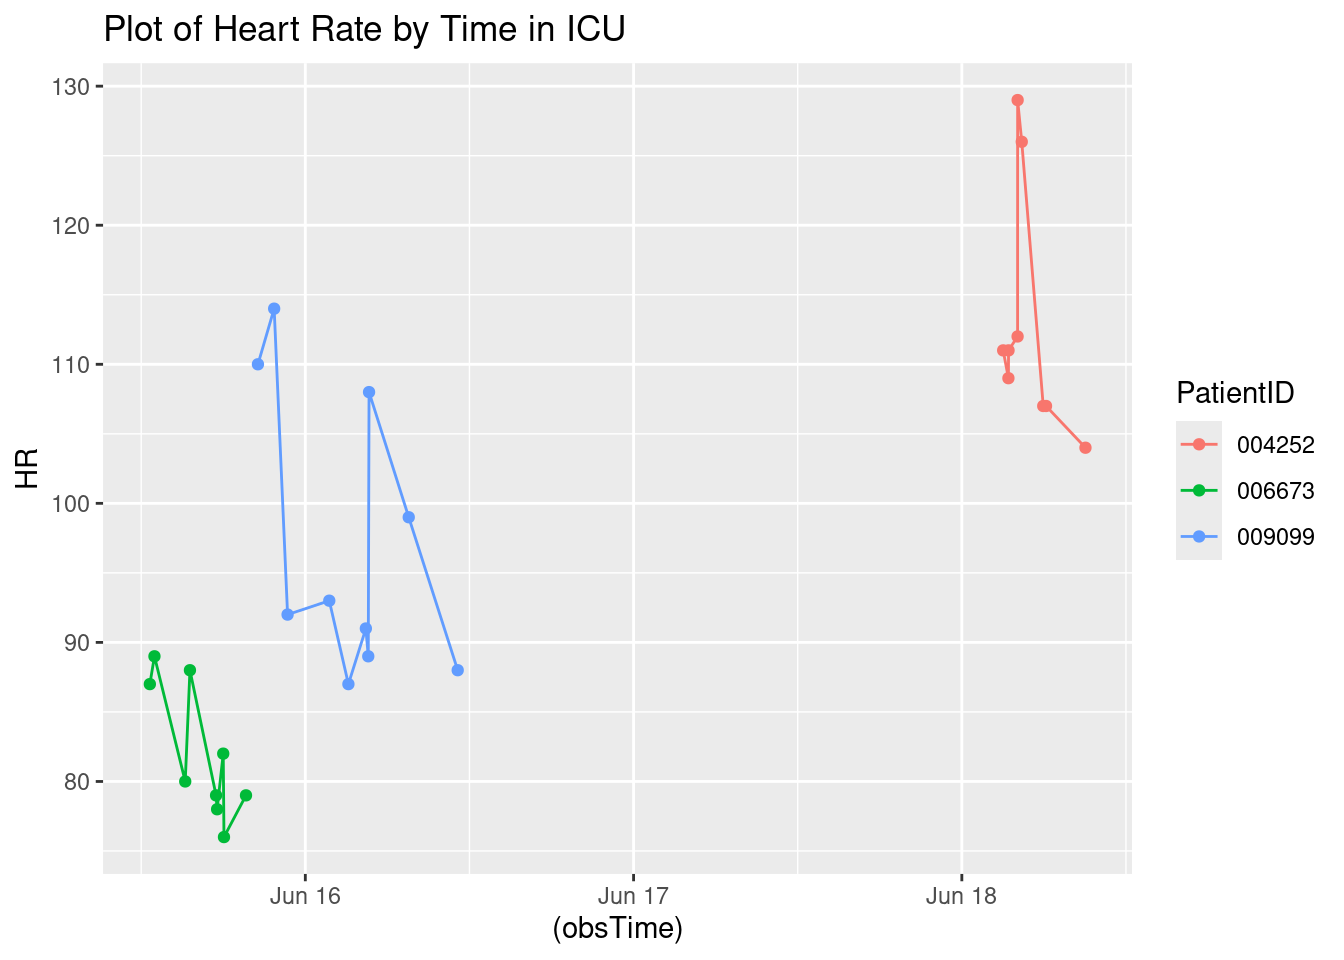 Plot of Heart Rate by Time in ICU
130
120
110
100
90
80
HR
Jun 16
Jun 17
Jun 18
(obsTime)
PatientID
004252
006673
009099